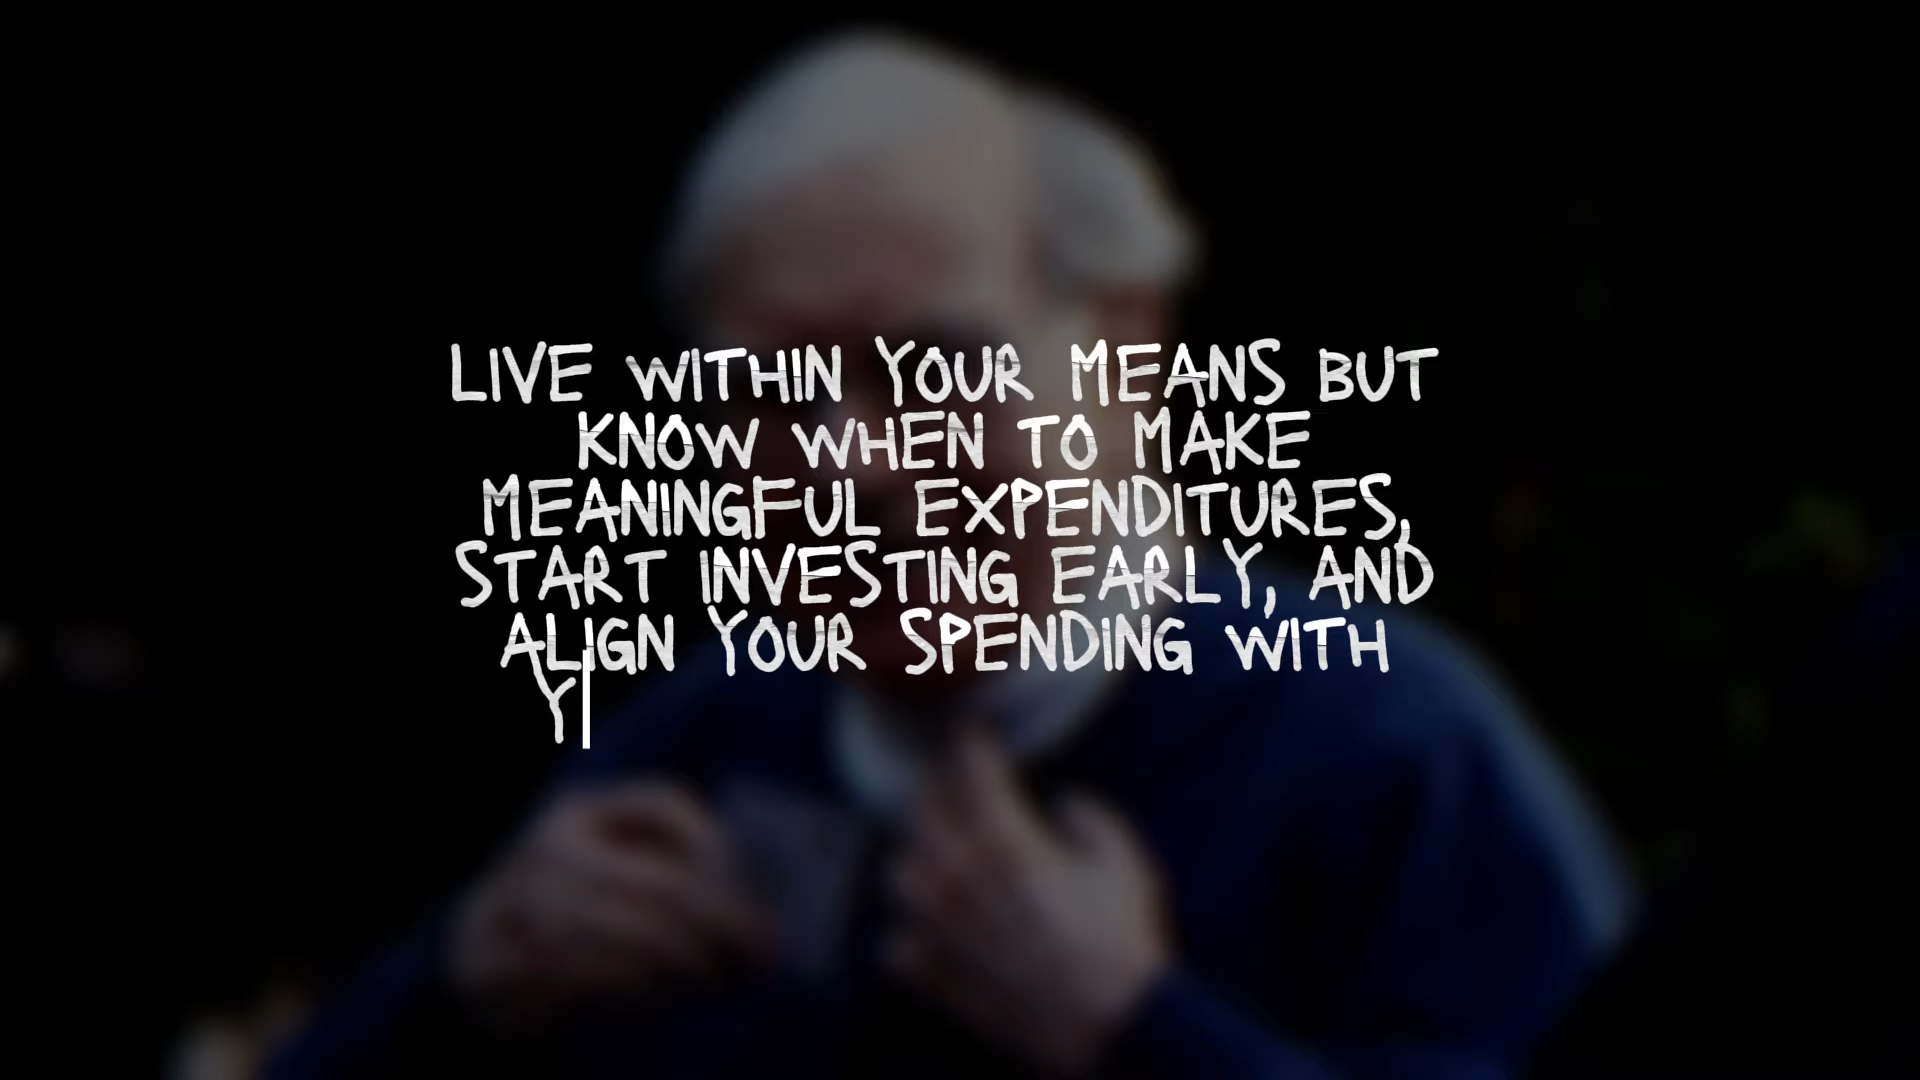 LIVE WITHIN YOUR MEANS BUT
KNOW WHEN TO MAKE
MEANINGFUL EXPENDITURES,
START INVESTING EARLY, AND
ALIGN YOUR SPENDING WITH
Y